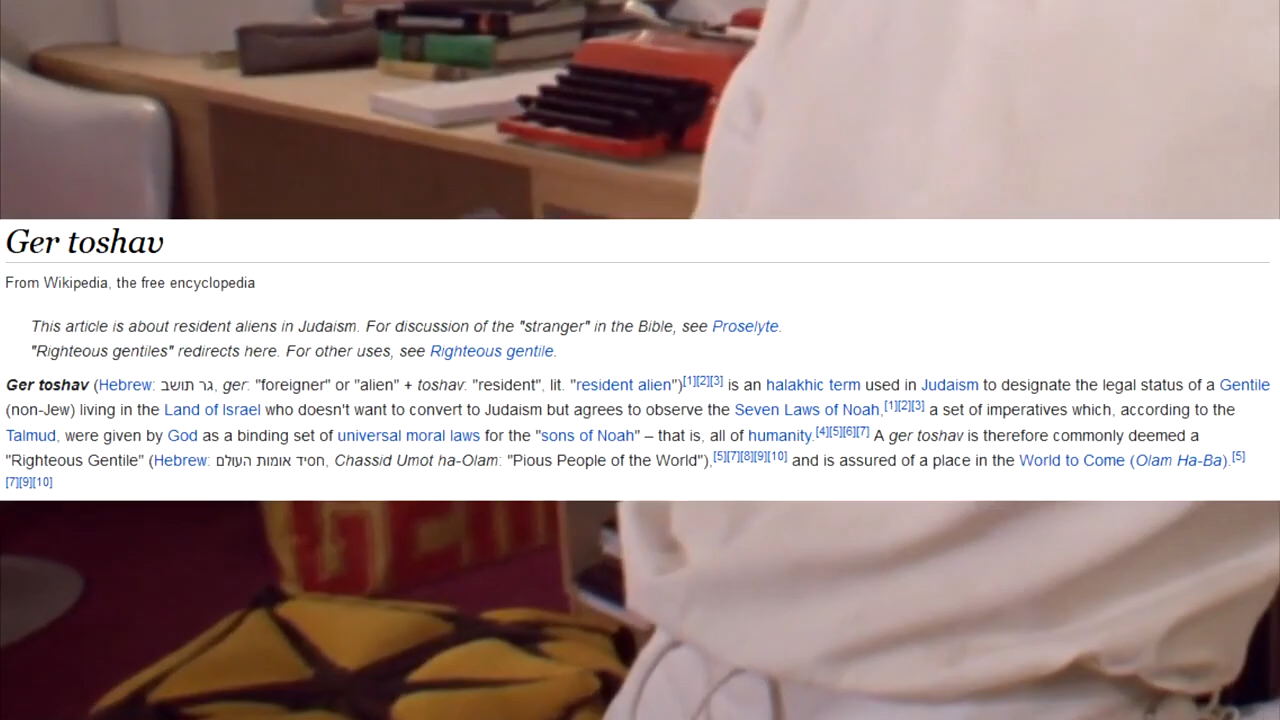 Ger toshav
From Wikipedia, the free encyclopedia
This article is about resident aliens in Judaism. For discussion of the "stranger" in the Bible, see Proselyte.
"Righteous gentiles" redirects here. For other uses, see Righteous gentile.
Ger toshav (Hebrew: גר תושב, ger: "foreigner" or "alien" + toshav: "resident", lit. "resident alien")[1][2][3] is an halakhic term used in Judaism to designate the legal status of a Gentile
(non-Jew) living in the Land of Israel who doesn't want to convert to Judaism but agrees to observe the Seven Laws of Noah,[1][2][3] a set of imperatives which, according to the
Talmud, were given by God as a binding set of universal moral laws for the "sons of Noah" – that is, all of humanity.[4][5][6][7] A ger toshav is therefore commonly deemed a
"Righteous Gentile" (Hebrew: חסיד אומות העולם, Chassid Umot ha-Olam: "Pious People of the World"),[5][7][8][9][10] and is assured of a place in the World to Come (Olam Ha-Ba).[5]
[7][9][10]